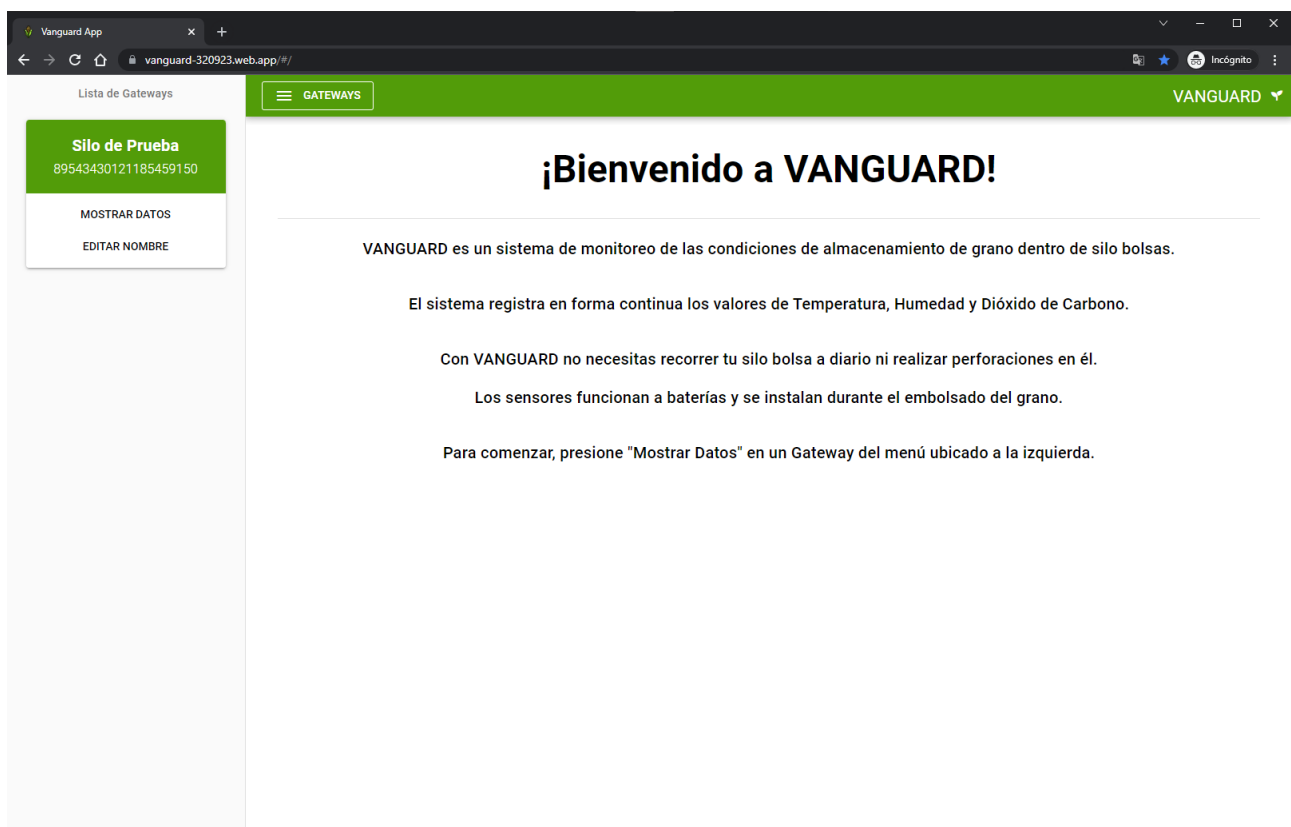 Vanguard App
vanguard-320923.web.app/#/
Incógnito
Lista de Gateways
GATEWAYS
VANGUARD
Silo de Prueba
89543430121185459150
MOSTRAR DATOS
EDITAR NOMBRE
¡Bienvenido a VANGUARD!
VANGUARD es un sistema de monitoreo de las condiciones de almacenamiento de grano dentro de silo bolsas.
El sistema registra en forma continua los valores de Temperatura, Humedad y Dióxido de Carbono.
Con VANGUARD no necesitas recorrer tu silo bolsa a diario ni realizar perforaciones en él.
Los sensores funcionan a baterías y se instalan durante el embolsado del grano.
Para comenzar, presione "Mostrar Datos" en un Gateway del menú ubicado a la izquierda.